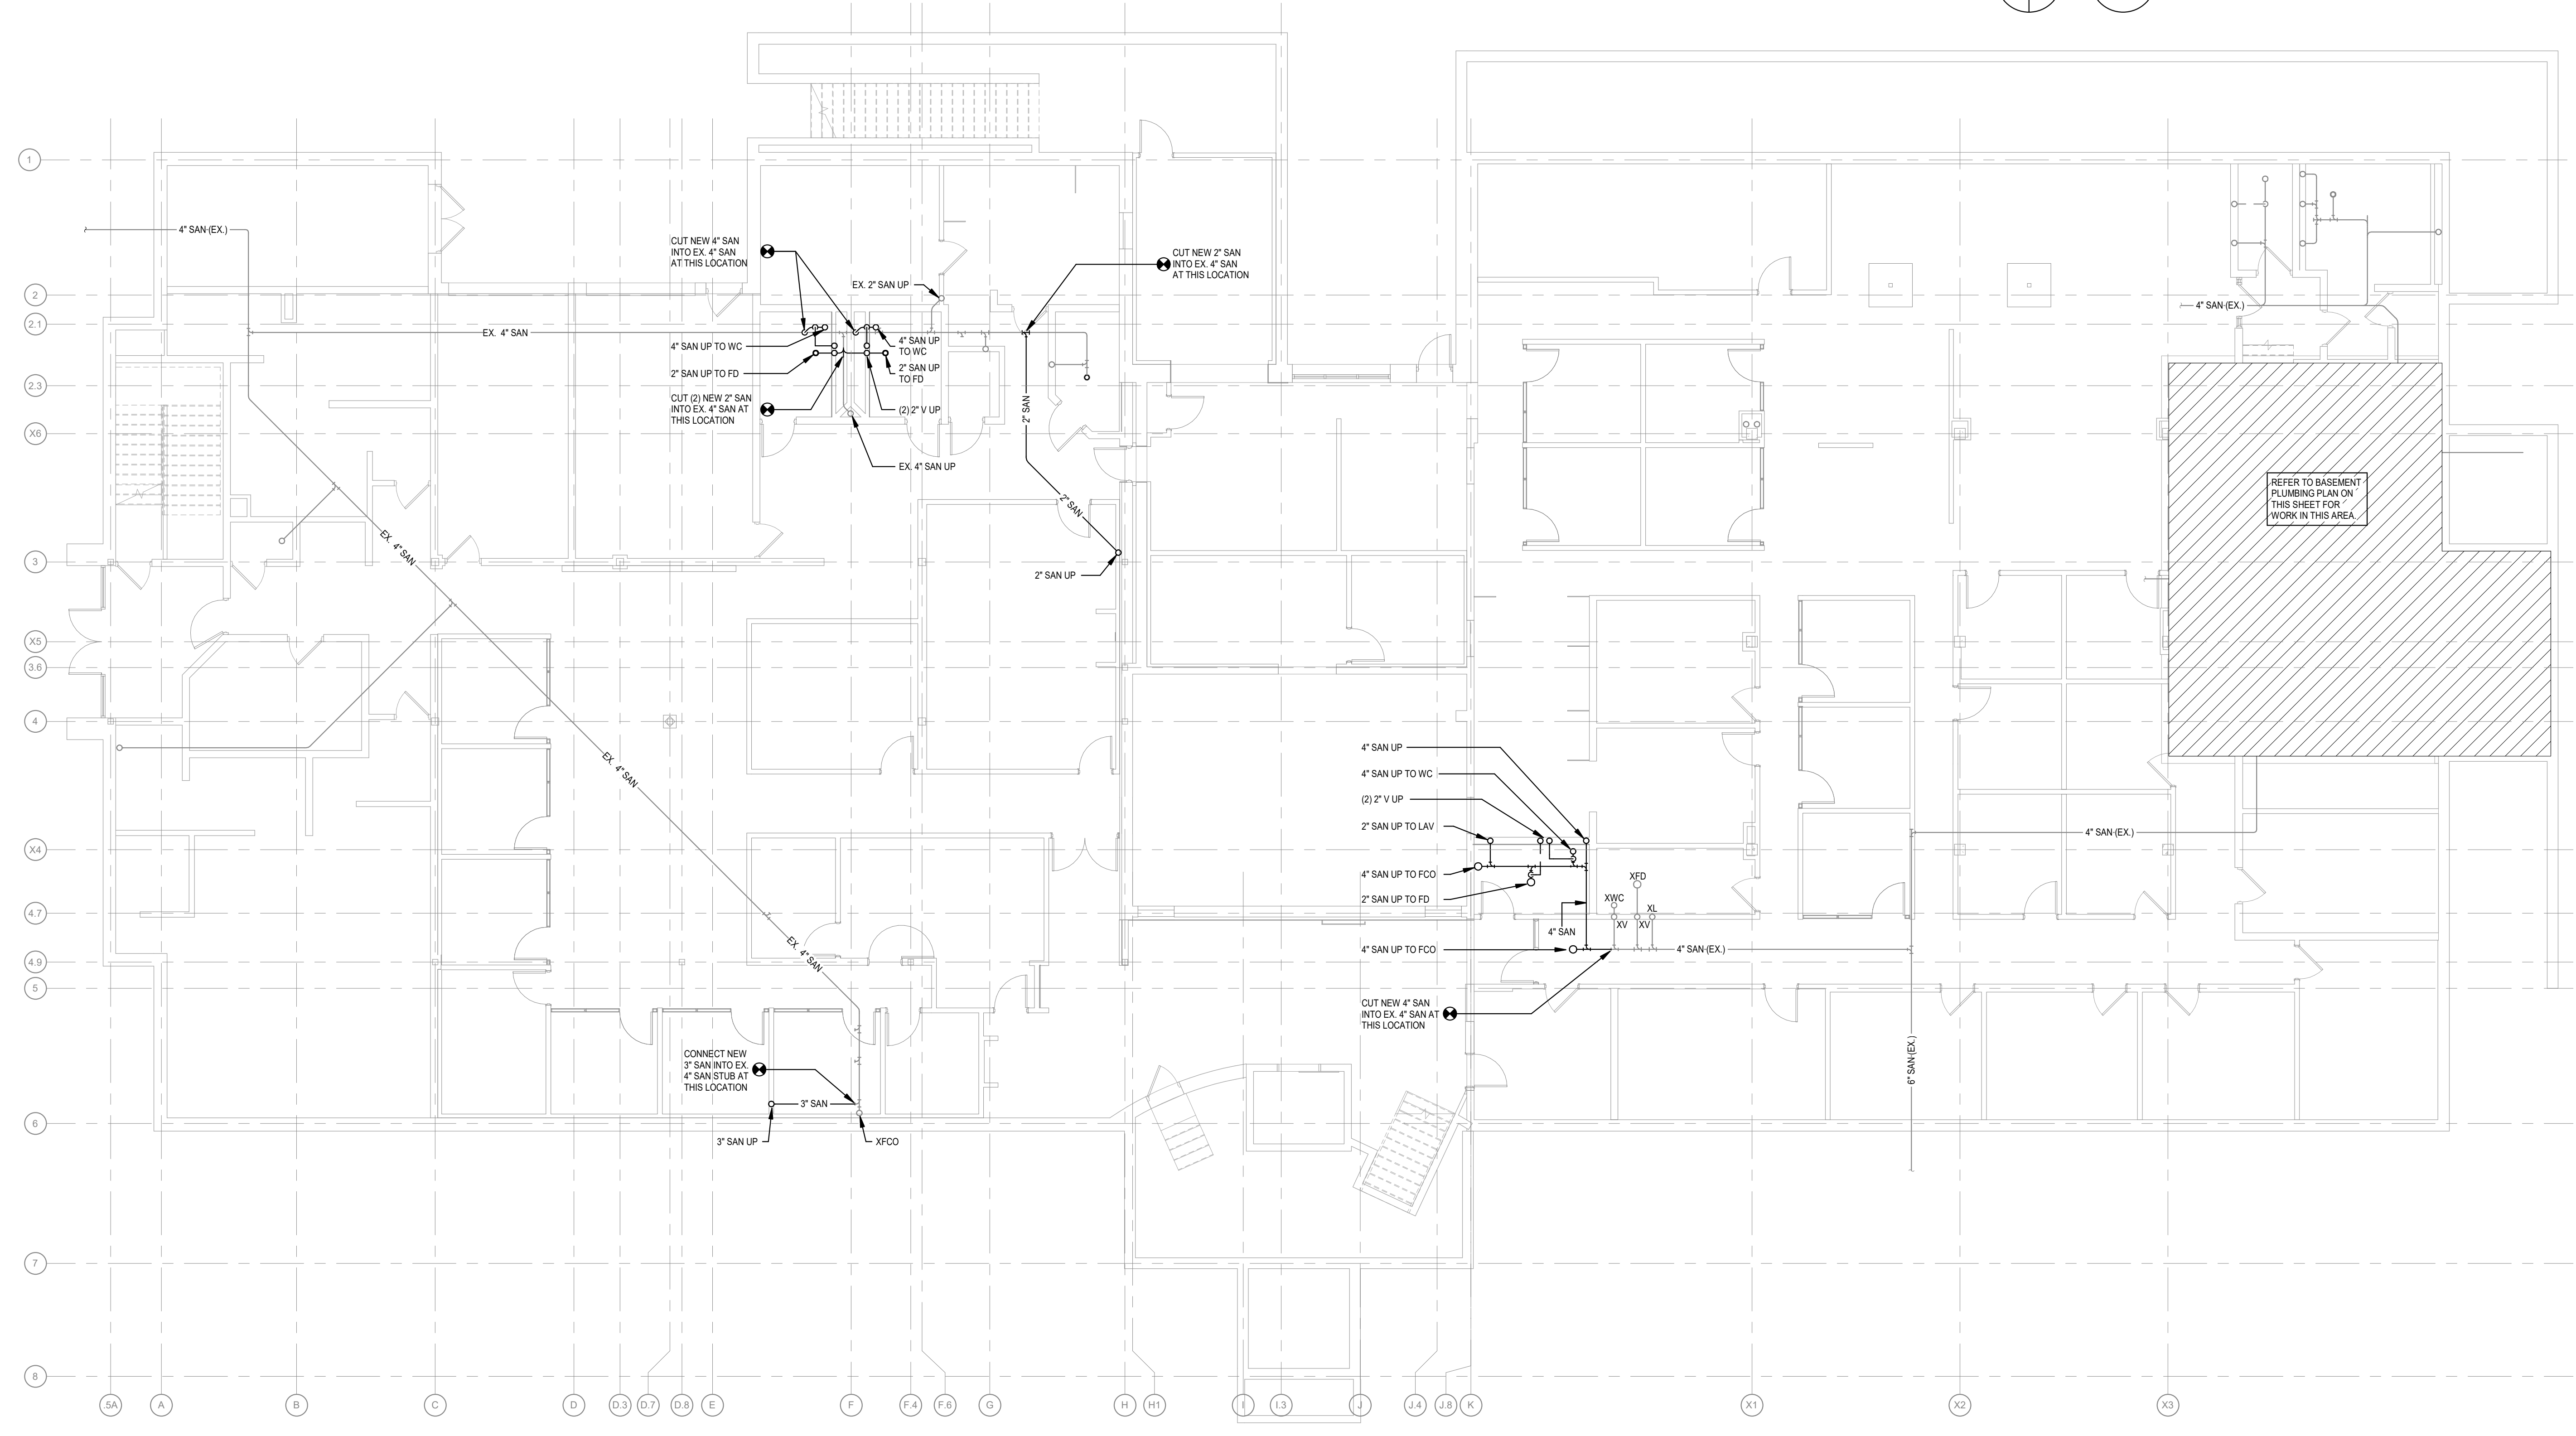 1
4" SAN (EX.)
CUT NEW 4" SAN
INTO EX. 4" SAN
AT THIS LOCATION
CUT NEW 2" SAN
INTO EX. 4" SAN
AT THIS LOCATION
EX. 2" SAN UP
2
2.1
EX. 4" SAN
4" SAN (EX.)
4" SAN UP TO WC
4" SAN UP
TO WC
2" SAN UP TO FD
2" SAN UP
TO FD
2.3
CUT (2) NEW 2" SAN
INTO EX. 4" SAN AT
THIS LOCATION
(2) 2" V UP
2" SAN
X6
EX. 4" SAN UP
REFER TO BASEMENT
PLUMBING PLAN ON
THIS SHEET FOR
WORK IN THIS AREA.
2" SAN
EX. 4" SAN
3
2" SAN UP
X5
3.6
4
4" SAN UP
EX. 4" SAN
4" SAN UP TO WC
(2) 2" V UP
2" SAN UP TO LAV
4" SAN (EX.)
X4
4" SAN UP TO FCO
XFD
2" SAN UP TO FD
XWC
XL
4.7
XV
XV
4" SAN
EX. 4" SAN
4" SAN UP TO FCO
4" SAN (EX.)
4.9
5
CUT NEW 4" SAN
INTO EX. 4" SAN AT
THIS LOCATION
6" SAN (EX.)
CONNECT NEW
3" SAN INTO EX.
4" SAN STUB AT
THIS LOCATION
3" SAN
6
3" SAN UP
XFCO
7
8
.5A
A
B
C
D
D.3
D.7
D.8
E
F
F.4
F.6
G
H
H1
I
I.3
J
J.4
J.8
K
X1
X2
X3